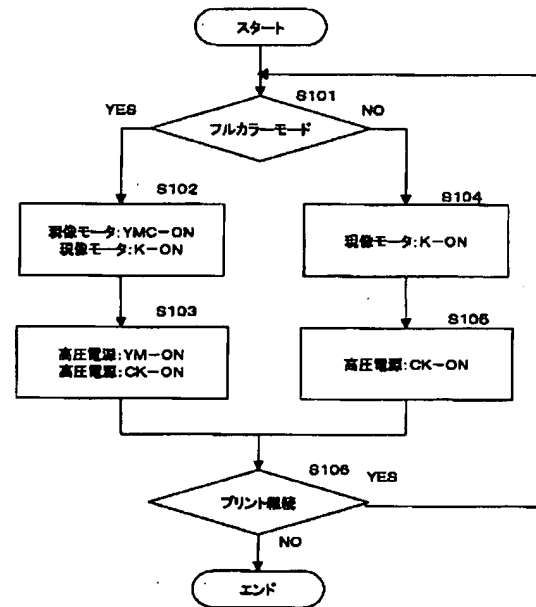 スタート
S101
YES
フルカラーモード
NO
S102
現像モータ:YMC-ON
現像モータ:K-ON
S104
現像モータ:K-ON
S103
高圧電源:YM-ON
高圧電源:CK-ON
S105
高圧電源:CK-ON
S106
YES
プリント継続
NO
エンド